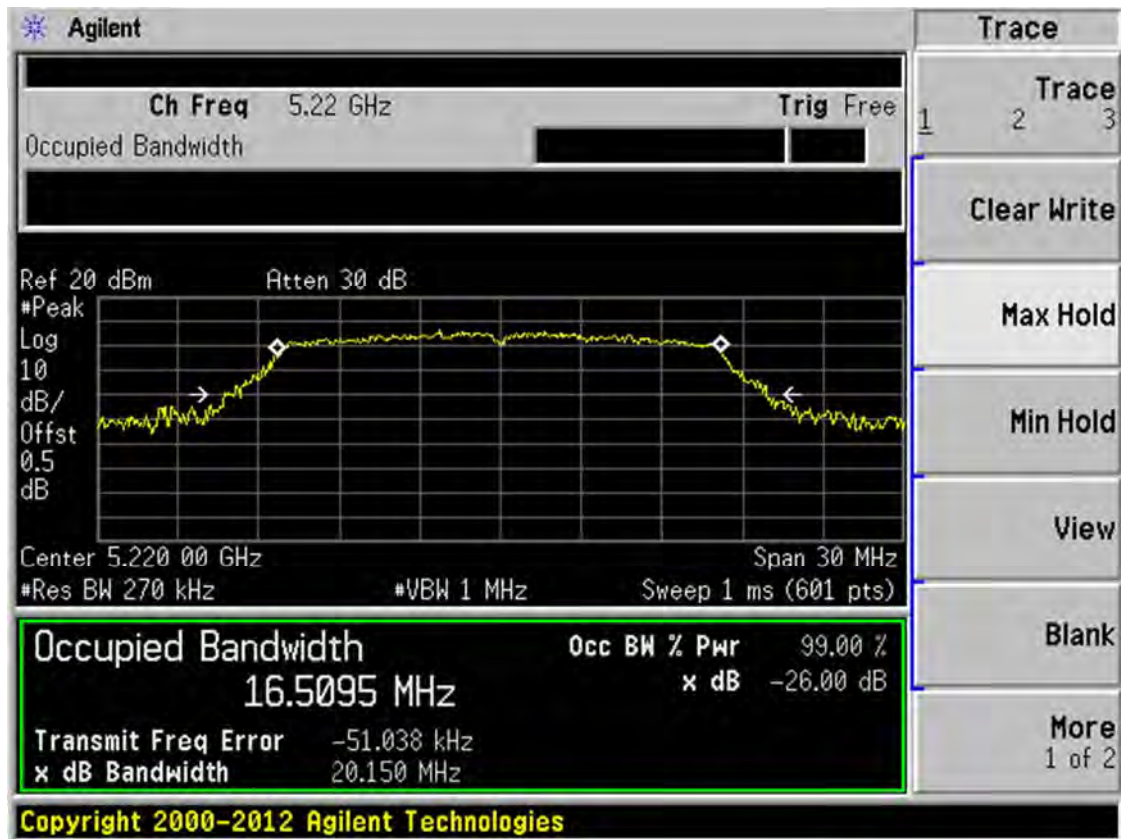 Agilent
Trace
Ch Freq 5.22 GHz Trig Free
Occupied Bandwidth
Trace
1 2 3
Clear Write
Max Hold
Min Hold
View
Blank
More
1 of 2
Ref 20 dBm Atten 30 dB
#Peak
Log
10
dB/
Offst
0.5
dB
Center 5.220 00 GHz Span 30 MHz
#Res BW 270 kHz #VBW 1 MHz Sweep 1 ms (601 pts)
Occupied Bandwidth
16.5095 MHz
Occ BW % Pwr 99.00 %
x dB -26.00 dB
Transmit Freq Error -51.038 kHz
x dB Bandwidth 20.150 MHz
Copyright 2000-2012 Agilent Technologies